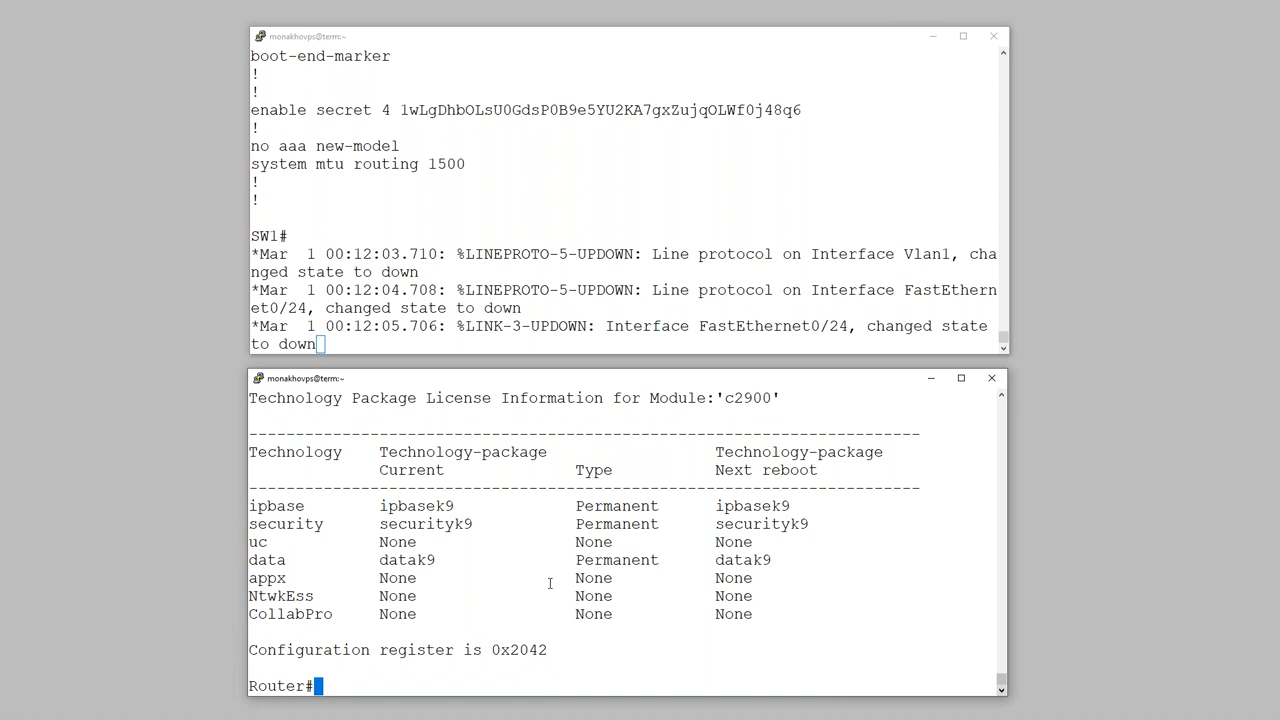 monakhovps@term:~
boot-end-marker
!
!
enable secret 4 1wLgDhbOLsU0GdsP0B9e5YU2KA7gxZujqOLWf0j48q6
!
no aaa new-model
system mtu routing 1500
!
!
SW1#
*Mar  1 00:12:03.710: %LINEPROTO-5-UPDOWN: Line protocol on Interface Vlan1, cha
nged state to down
*Mar  1 00:12:04.708: %LINEPROTO-5-UPDOWN: Line protocol on Interface FastEthern
et0/24, changed state to down
*Mar  1 00:12:05.706: %LINK-3-UPDOWN: Interface FastEthernet0/24, changed state
to down
monakhovps@term:~
Technology Package License Information for Module:'c2900'
------------------------------------------------------------------------
Technology    Technology-package                  Technology-package
              Current              Type           Next reboot
------------------------------------------------------------------------
ipbase        ipbasek9             Permanent      ipbasek9
security      securityk9           Permanent      securityk9
uc            None                 None           None
data          datak9               Permanent      datak9
appx          None                 None           None
NtwkEss       None                 None           None
CollabPro     None                 None           None
Configuration register is 0x2042
Router#